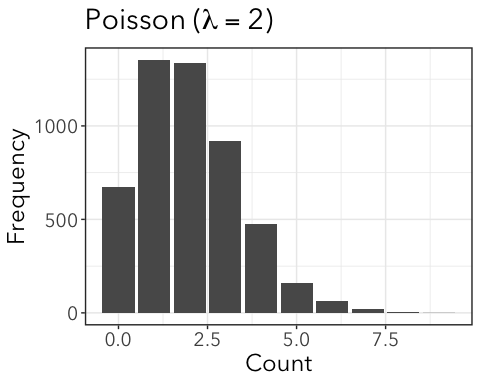 Poisson (λ = 2)
Frequency
1000
500
0
0.0 2.5 5.0 7.5
Count